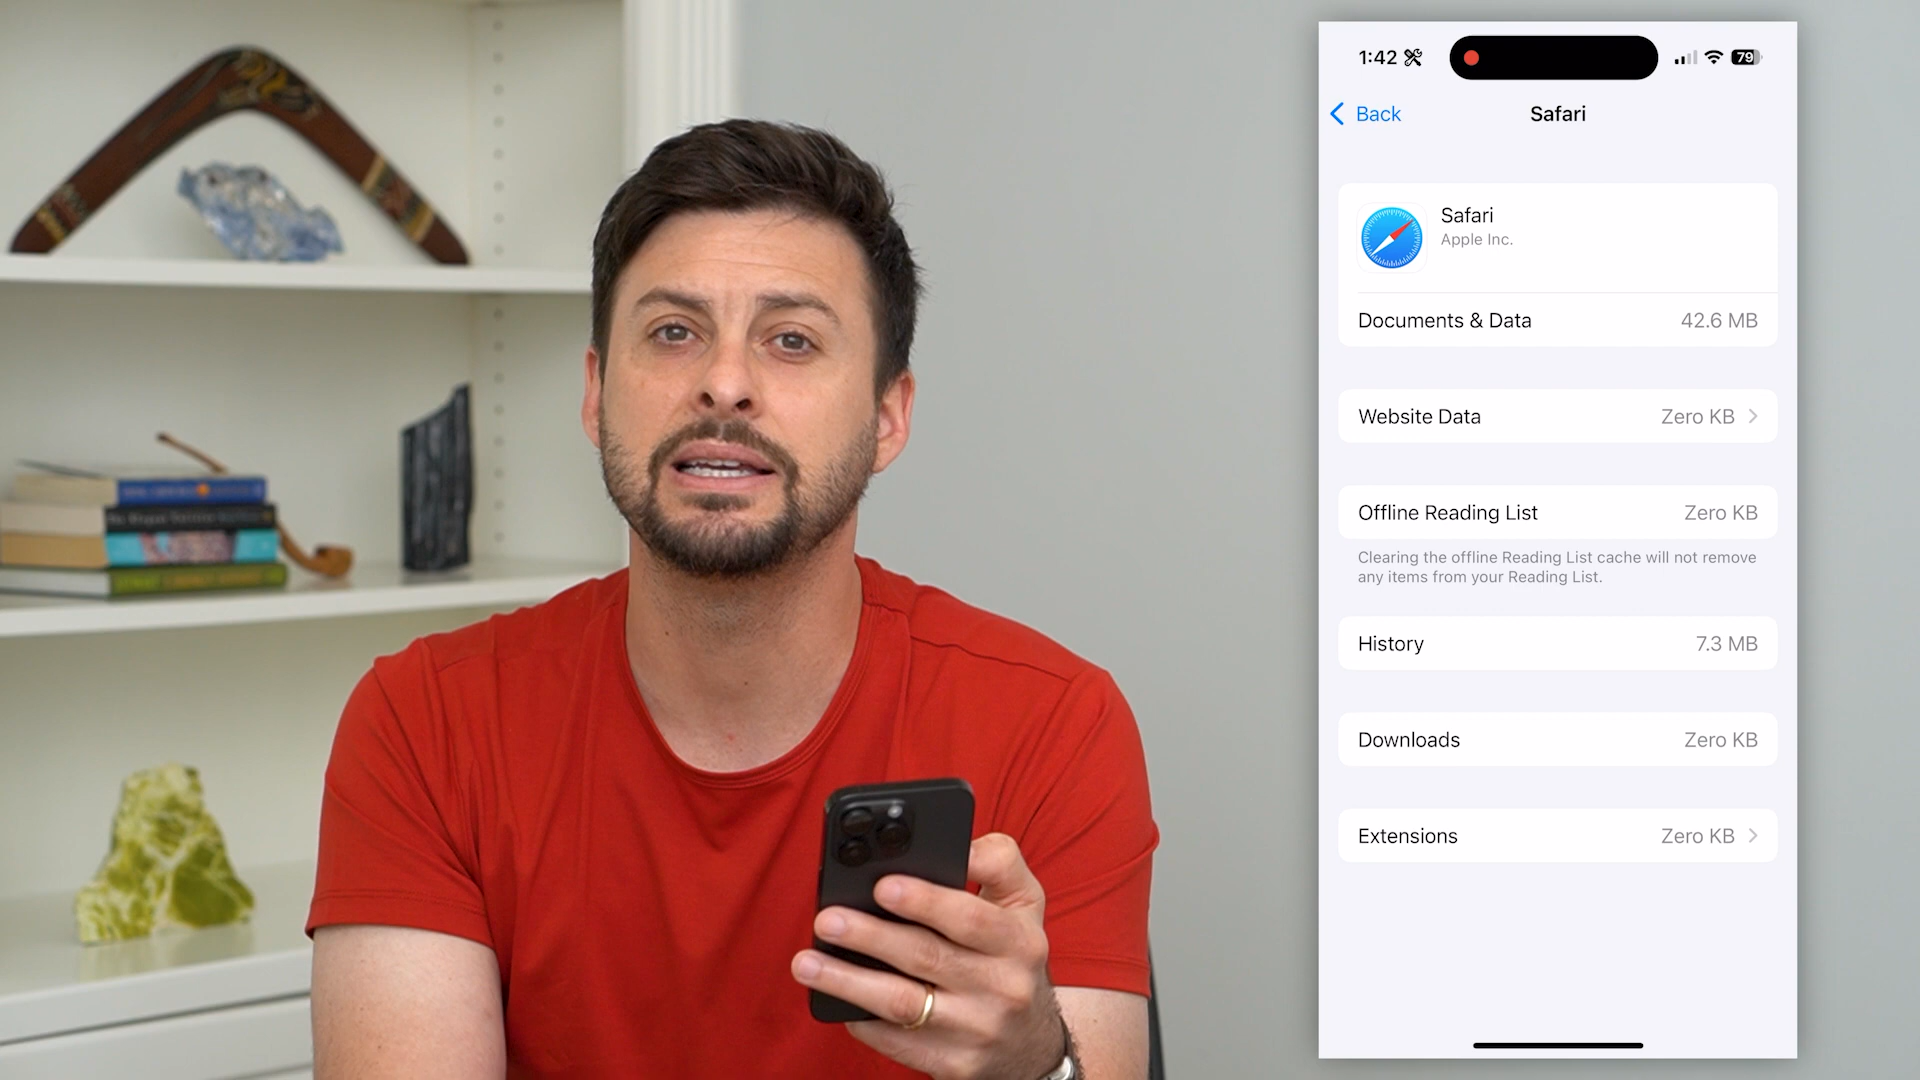 1:42
79
Back
Safari
Safari
Apple Inc.
Documents & Data
42.6 MB
Website Data
Zero KB
Offline Reading List
Zero KB
Clearing the offline Reading List cache will not remove
any items from your Reading List.
History
7.3 MB
Downloads
Zero KB
Extensions
Zero KB